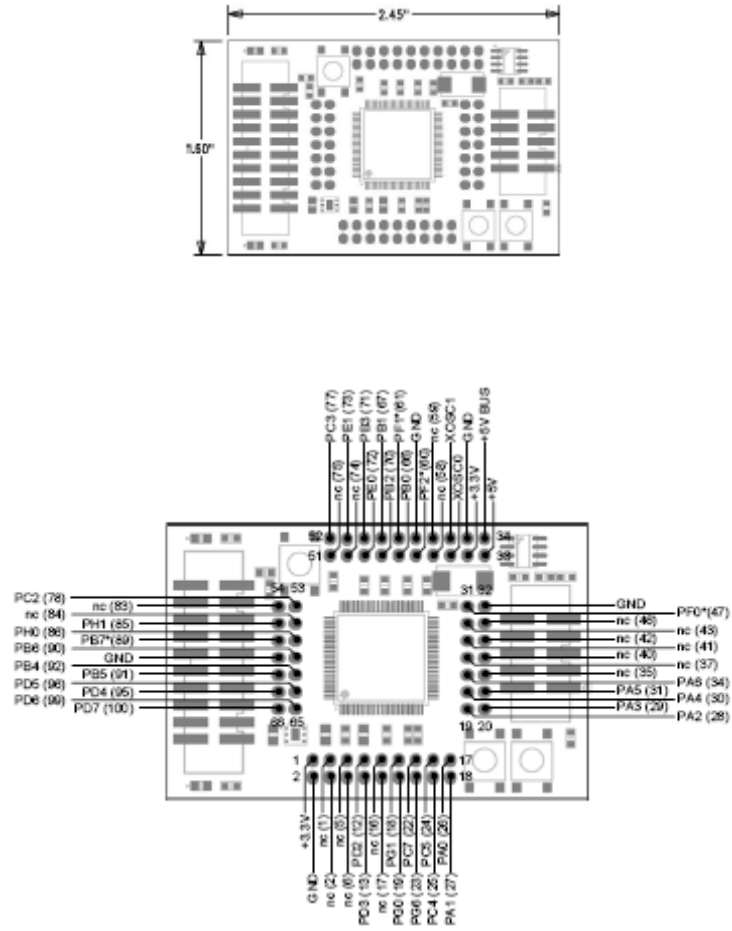 2.45"
1.60"
PC3 (77)
PE1 (73)
PB3 (71)
PB1 (67)
PF1*(61)
GND
nc (59)
XOSC1
GND
+5V BUS
nc (75)
nc (74)
PE0 (72)
PB2 (70)
PB0 (66)
PF2*(60)
nc (58)
XOSC0
+3.3V
+5V
52
34
51
33
54 53
31 32
PC2 (78)
nc (83)
nc (84)
PH1 (85)
PH0 (86)
PB7*(89)
PB6 (90)
GND
PB4 (92)
PB5 (91)
PD5 (96)
PD4 (95)
PD6 (99)
PD7 (100)
GND
PF0*(47)
nc (46)
nc (43)
nc (42)
nc (41)
nc (40)
nc (37)
nc (35)
PA6 (34)
PA5 (31)
PA4 (30)
PA3 (29)
PA2 (28)
66 65
19 20
1
17
2
18
+3.3V
nc (1)
nc (5)
PD2 (12)
nc (16)
PG1 (18)
PC7 (22)
PC5 (24)
PA0 (26)
GND
nc (2)
nc (6)
PD3 (13)
nc (17)
PG0 (19)
PG6 (23)
PC4 (25)
PA1 (27)